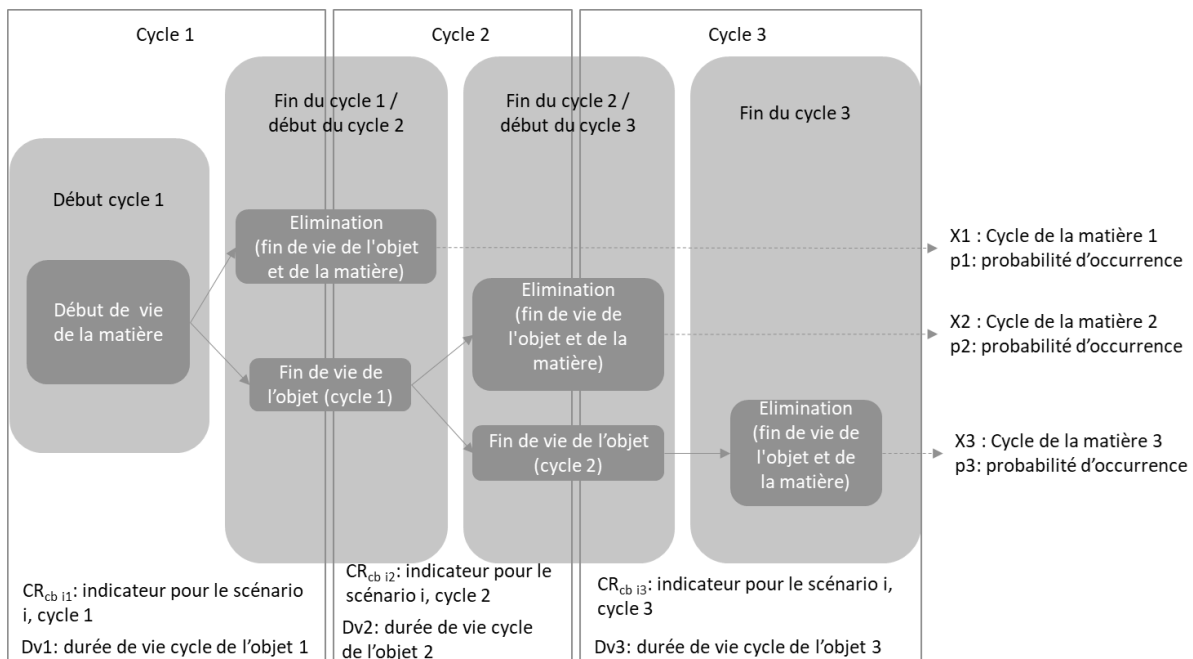 Cycle 1
Cycle 2
Cycle 3
Fin du cycle 1 /
début du cycle 2
Fin du cycle 2 /
début du cycle 3
Fin du cycle 3
Début cycle 1
Elimination
(fin de vie de l'objet
et de la matière)
X1 : Cycle de la matière 1
p1: probabilité d’occurrence
Début de vie
de la matière
Elimination
(fin de vie de
l'objet et de la
matière)
X2 : Cycle de la matière 2
p2: probabilité d’occurrence
Fin de vie de
l’objet (cycle 1)
Fin de vie de l’objet
(cycle 2)
Elimination
(fin de vie de
l'objet et de
la matière)
X3 : Cycle de la matière 3
p3: probabilité d’occurrence
CRcb i1: indicateur pour le scénario
i, cycle 1
Dv1: durée de vie cycle de l’objet 1
CRcb i2: indicateur pour le
scénario i, cycle 2
Dv2: durée de vie cycle
de l’objet 2
CRcb i3: indicateur pour le scénario i,
cycle 3
Dv3: durée de vie cycle de l’objet 3